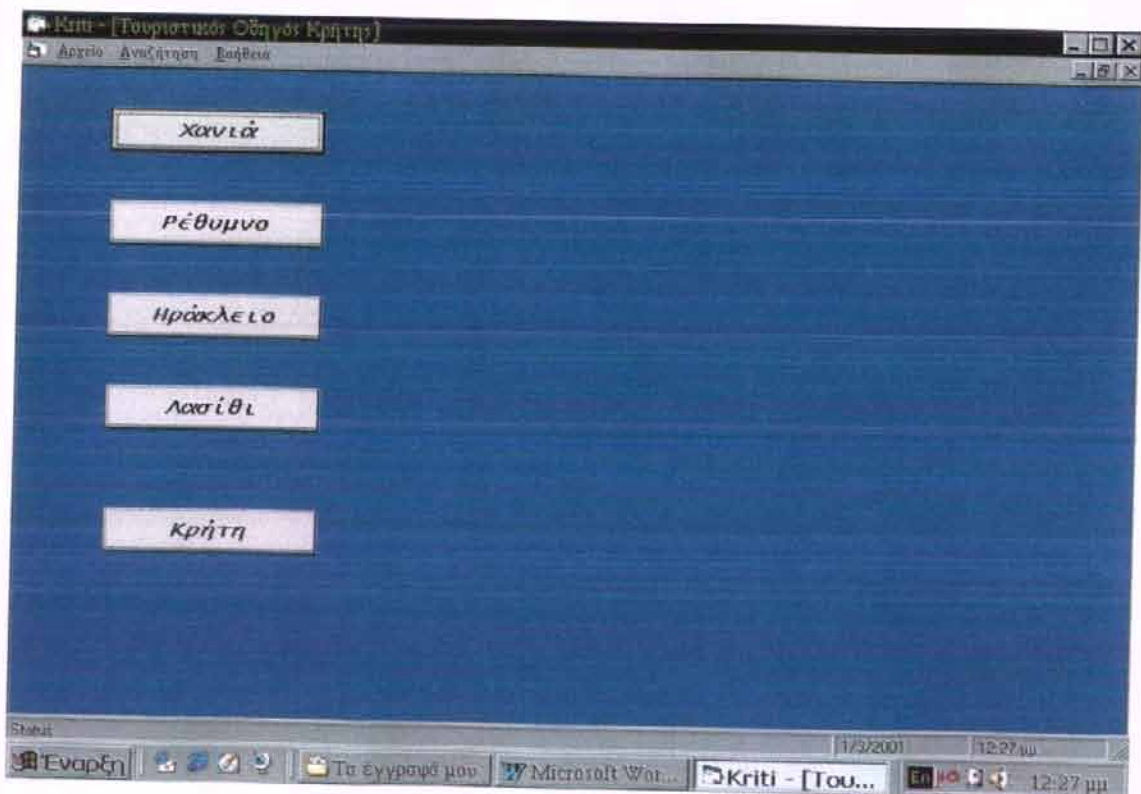 Kriti - [Τουριστικός Οδηγός Κρήτης]
Αρχείο Αναζήτηση Βοήθεια
Χανιά
Ρέθυμνο
Ηράκλειο
Λασίθι
Κρήτη
Status
1/3/2001 12:27 μμ
Έναρξη Τα έγγραφά μου Microsoft Wor... Kriti - [Του... En 12:27 μμ